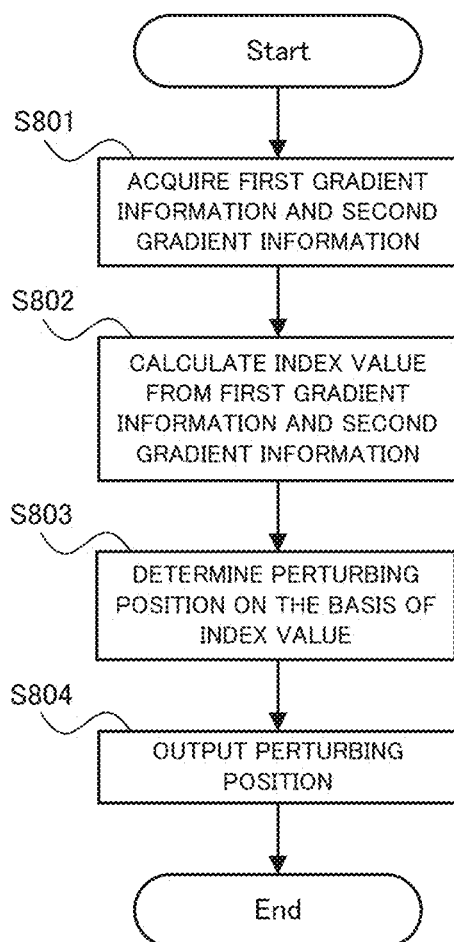 Start
S801
ACQUIRE FIRST GRADIENT
INFORMATION AND SECOND
GRADIENT INFORMATION
S802
CALCULATE INDEX VALUE
FROM FIRST GRADIENT
INFORMATION AND SECOND
GRADIENT INFORMATION
S803
DETERMINE PERTURBING
POSITION ON THE BASIS OF
INDEX VALUE
S804
OUTPUT PERTURBING
POSITION
End